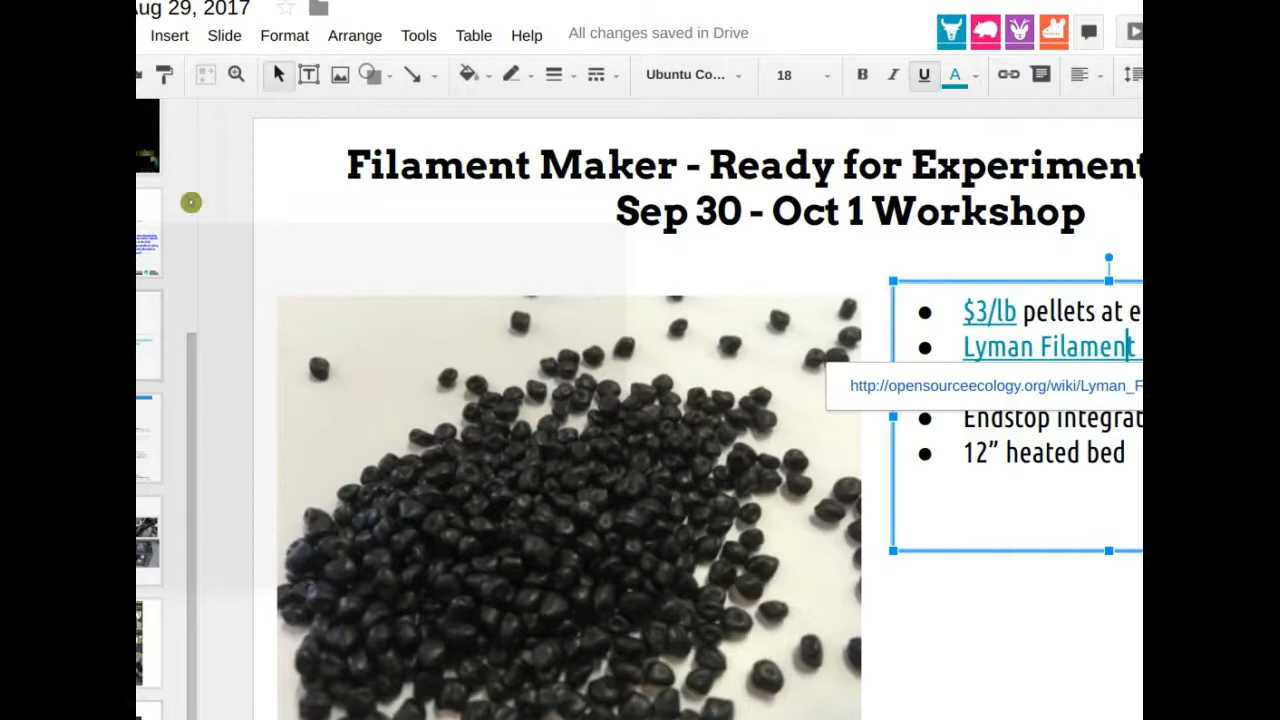 Aug 29, 2017
Insert Slide Format Arrange Tools Table Help All changes saved in Drive
Ubuntu Co... 18 B I U A
Filament Maker - Ready for Experiment
Sep 30 - Oct 1 Workshop
● $3/lb pellets at e
● Lyman Filament
http://opensourceecology.org/wiki/Lyman_F
● Endstop integrat
● 12” heated bed